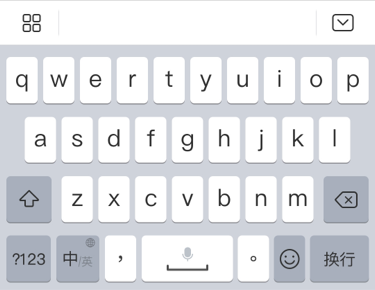 q w e r t y u i o p
a s d f g h j k l
z x c v b n m
?123 中/英 ， 。 换行